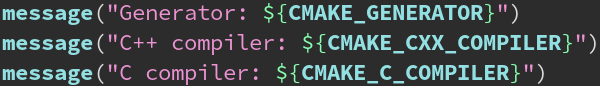 message("Generator: ${CMAKE_GENERATOR}")
message("C++ compiler: ${CMAKE_CXX_COMPILER}")
message("C compiler: ${CMAKE_C_COMPILER}")